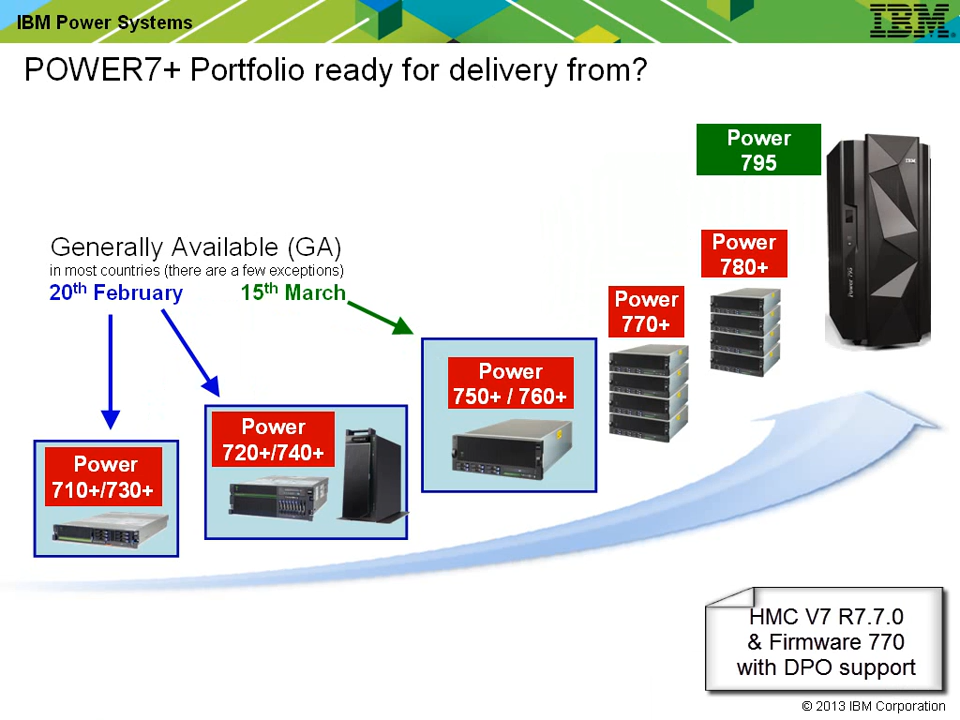 IBM Power Systems
IBM
POWER7+ Portfolio ready for delivery from?
Power
795
Power
780+
Generally Available (GA)
in most countries (there are a few exceptions)
20th February
15th March
Power
770+
Power
750+ / 760+
Power
720+/740+
Power
710+/730+
HMC V7 R7.7.0
& Firmware 770
with DPO support
© 2013 IBM Corporation